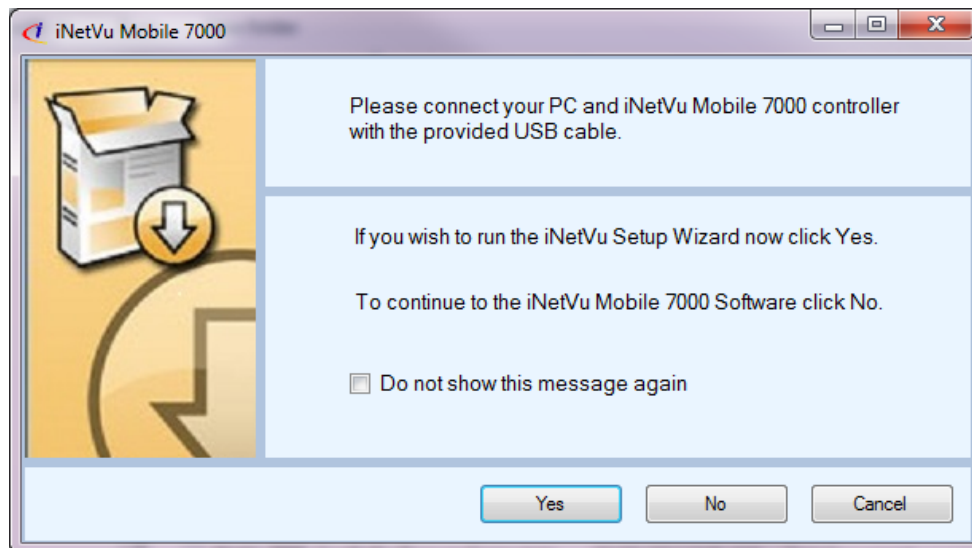 iNetVu Mobile 7000
Please connect your PC and iNetVu Mobile 7000 controller
with the provided USB cable.
If you wish to run the iNetVu Setup Wizard now click Yes.
To continue to the iNetVu Mobile 7000 Software click No.
Do not show this message again
Yes
No
Cancel